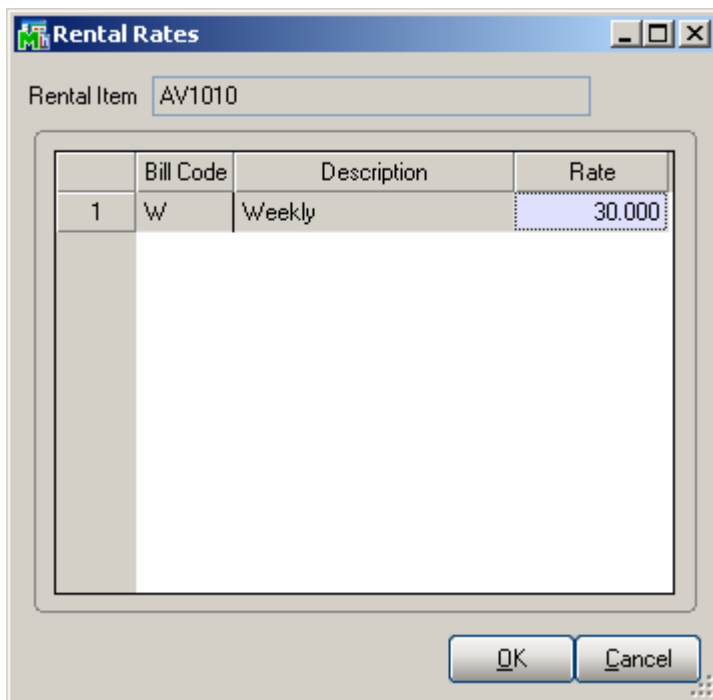 Rental Rates
Rental Item AV1010
Bill Code Description Rate
1 W Weekly 30.000
OK Cancel